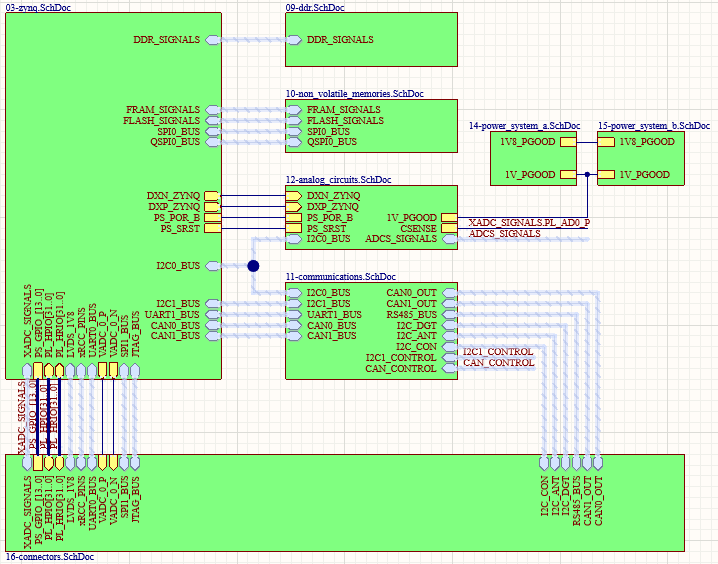 03-zynq.SchDoc
DDR_SIGNALS
FRAM_SIGNALS
FLASH_SIGNALS
SPI0_BUS
QSPI0_BUS
DXN_ZYNQ
DXP_ZYNQ
PS_POR_B
PS_SRST
I2C0_BUS
I2C1_BUS
UART1_BUS
CAN0_BUS
CAN1_BUS
XADC_SIGNALS
PS_GPIO_[13..0]
PL_HPIO[31..0]
PL_HRIO[31..0]
LVDS_1V8
xRCC_PINS
UART0_BUS
VADC_0_P
VADC_0_N
SPI1_BUS
JTAG_BUS
09-ddr.SchDoc
DDR_SIGNALS
10-non_volatile_memories.SchDoc
FRAM_SIGNALS
FLASH_SIGNALS
SPI0_BUS
QSPI0_BUS
14-power_system_a.SchDoc
1V8_PGOOD
1V_PGOOD
15-power_system_b.SchDoc
1V8_PGOOD
1V_PGOOD
12-analog_circuits.SchDoc
DXN_ZYNQ
DXP_ZYNQ
PS_POR_B
1V_PGOOD
PS_SRST
CSENSE
I2C0_BUS
ADCS_SIGNALS
XADC_SIGNALS.PL_AD0_P
ADCS_SIGNALS
11-communications.SchDoc
I2C0_BUS
CAN0_OUT
I2C1_BUS
CAN1_OUT
UART1_BUS
RS485_BUS
CAN0_BUS
I2C_DGT
CAN1_BUS
I2C_ANT
I2C_CON
I2C1_CONTROL
CAN_CONTROL
I2C1_CONTROL
CAN_CONTROL
XADC_SIGNALS
PS_GPIO_[13..0]
PL_HPIO[31..0]
PL_HRIO[31..0]
XADC_SIGNALS
PS_GPIO_[13..0]
PL_HPIO[31..0]
PL_HRIO[31..0]
LVDS_1V8
xRCC_PINS
UART0_BUS
VADC_0_P
VADC_0_N
SPI1_BUS
JTAG_BUS
I2C_CON
I2C_ANT
I2C_DGT
RS485_BUS
CAN1_OUT
CAN0_OUT
16-connectors.SchDoc